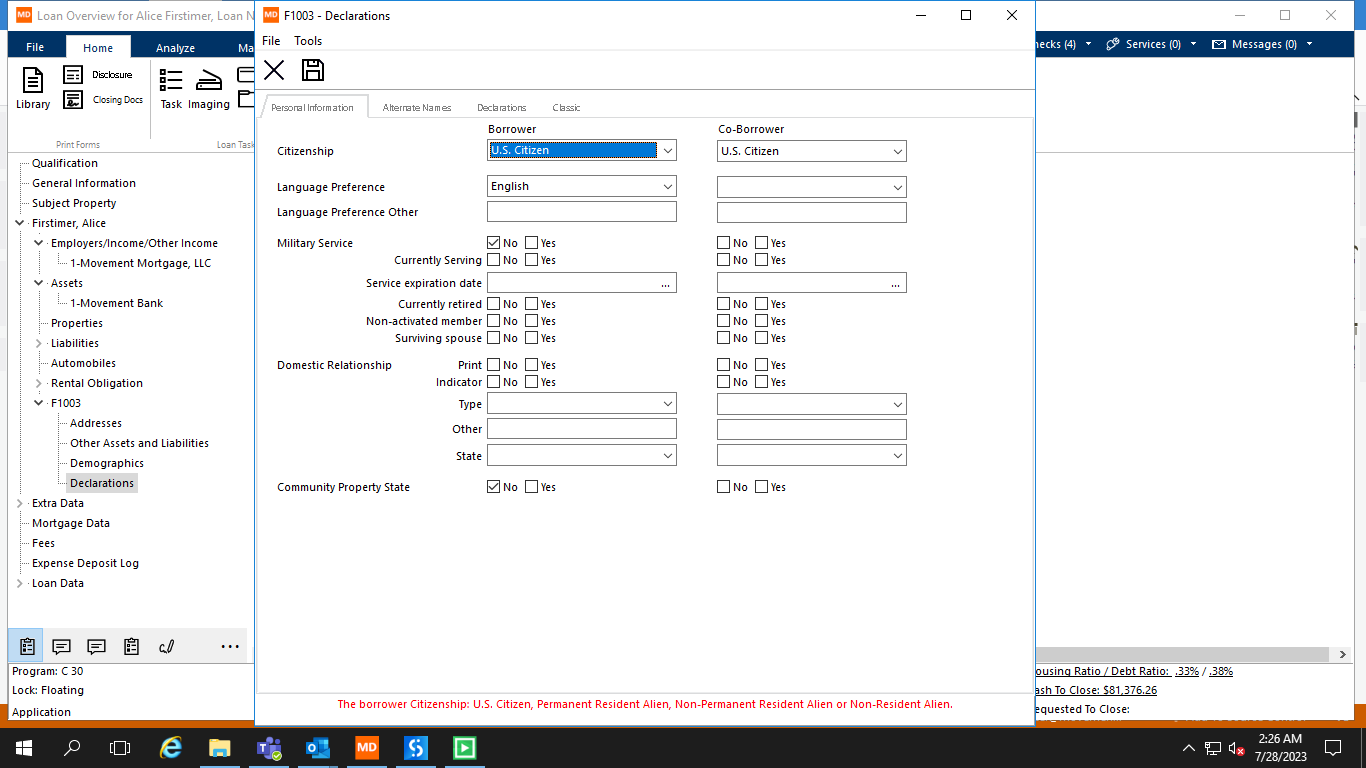 MD Loan Overview for Alice Firstimer, Loan N
File Home Analyze Ma
Library
Disclosure
Closing Docs
Task Imaging
Print Forms Loan Task
Qualification
General Information
Subject Property
Firstimer, Alice
Employers/Income/Other Income
1-Movement Mortgage, LLC
Assets
1-Movement Bank
Properties
Liabilities
Automobiles
Rental Obligation
F1003
Addresses
Other Assets and Liabilities
Demographics
Declarations
Extra Data
Mortgage Data
Fees
Expense Deposit Log
Loan Data
Program: C 30
Lock: Floating
Application
MD F1003 - Declarations
File Tools
Personal Information Alternate Names Declarations Classic
Borrower Co-Borrower
Citizenship U.S. Citizen U.S. Citizen
Language Preference English
Language Preference Other
Military Service No Yes No Yes
Currently Serving No Yes No Yes
Service expiration date ... ...
Currently retired No Yes No Yes
Non-activated member No Yes No Yes
Surviving spouse No Yes No Yes
Domestic Relationship Print No Yes No Yes
Indicator No Yes No Yes
Type
Other
State
Community Property State No Yes No Yes
The borrower Citizenship: U.S. Citizen, Permanent Resident Alien, Non-Permanent Resident Alien or Non-Resident Alien.
hecks (4) Services (0) Messages (0)
ousing Ratio / Debt Ratio: .33% / .38%
ash To Close: $81,376.26
equested To Close:
MD
2:26 AM
7/28/2023